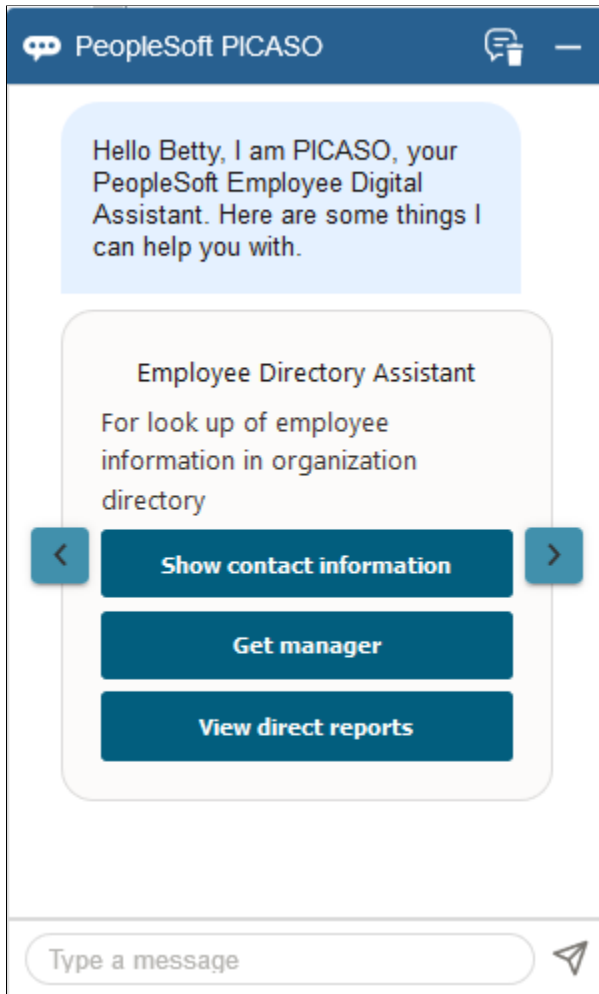 PeopleSoft PICASO
Hello Betty, I am PICASO, your
PeopleSoft Employee Digital
Assistant. Here are some things I
can help you with.
Employee Directory Assistant
For look up of employee
information in organization
directory
Show contact information
Get manager
View direct reports
Type a message